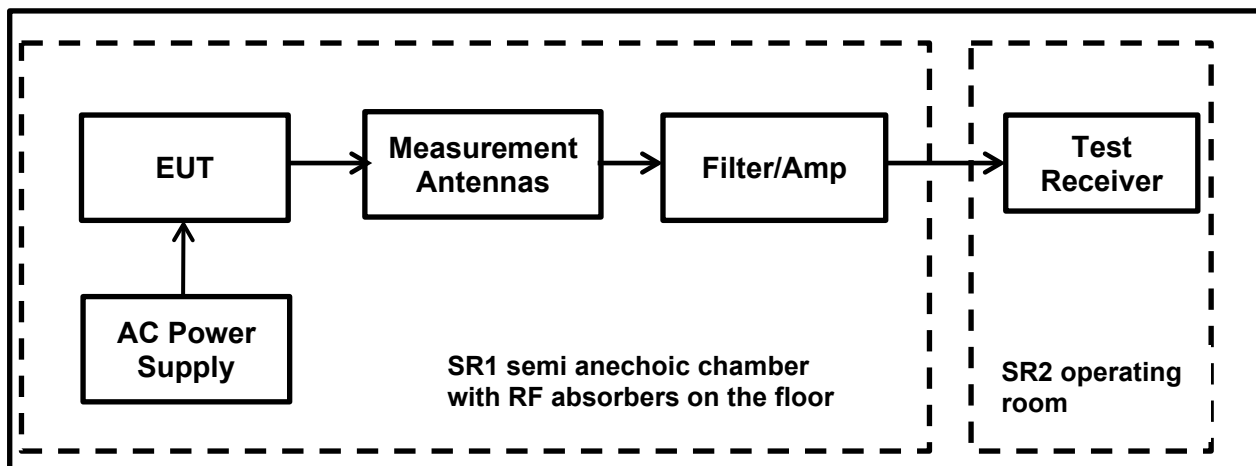 EUT
Measurement
Antennas
Filter/Amp
Test
Receiver
AC Power
Supply
SR1 semi anechoic chamber
with RF absorbers on the floor
SR2 operating
room